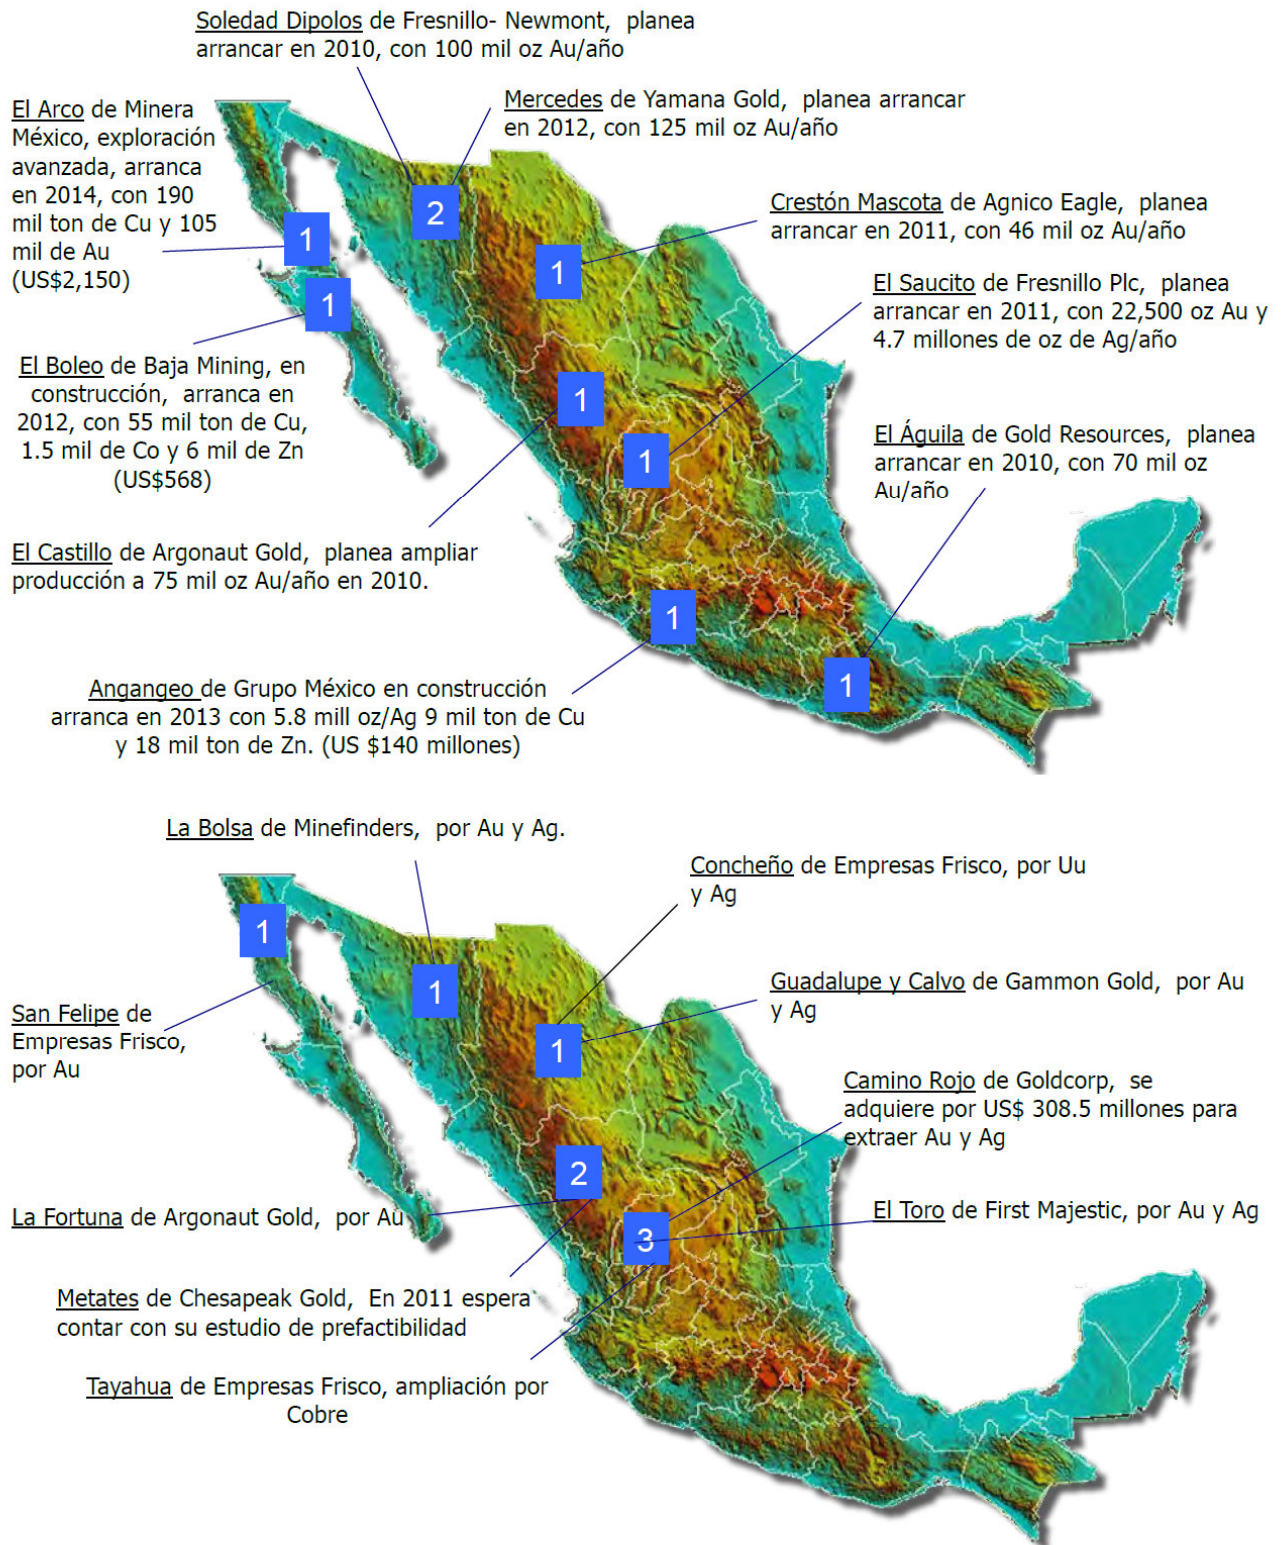 Soledad Dipolos de Fresnillo- Newmont, planea
arrancar en 2010, con 100 mil oz Au/año
El Arco de Minera
México, exploración
avanzada, arranca
en 2014, con 190
mil ton de Cu y 105
mil de Au
(US$2,150)
Mercedes de Yamana Gold, planea arrancar
en 2012, con 125 mil oz Au/año
2
Crestón Mascota de Agnico Eagle, planea
arrancar en 2011, con 46 mil oz Au/año
1
1
El Saucito de Fresnillo Plc, planea
arrancar en 2011, con 22,500 oz Au y
4.7 millones de oz de Ag/año
1
El Boleo de Baja Mining, en
construcción, arranca en
2012, con 55 mil ton de Cu,
1.5 mil de Co y 6 mil de Zn
(US$568)
1
1
El Águila de Gold Resources, planea
arrancar en 2010, con 70 mil oz
Au/año
El Castillo de Argonaut Gold, planea ampliar
producción a 75 mil oz Au/año en 2010.
1
1
Angangeo de Grupo México en construcción
arranca en 2013 con 5.8 mill oz/Ag 9 mil ton de Cu
y 18 mil ton de Zn. (US $140 millones)
La Bolsa de Minefinders, por Au y Ag.
Concheño de Empresas Frisco, por Uu
y Ag
1
1
Guadalupe y Calvo de Gammon Gold, por Au
y Ag
San Felipe de
Empresas Frisco,
por Au
1
Camino Rojo de Goldcorp, se
adquiere por US$ 308.5 millones para
extraer Au y Ag
2
La Fortuna de Argonaut Gold, por Au
El Toro de First Majestic, por Au y Ag
3
Metates de Chesapeak Gold, En 2011 espera
contar con su estudio de prefactibilidad
Tayahua de Empresas Frisco, ampliación por
Cobre